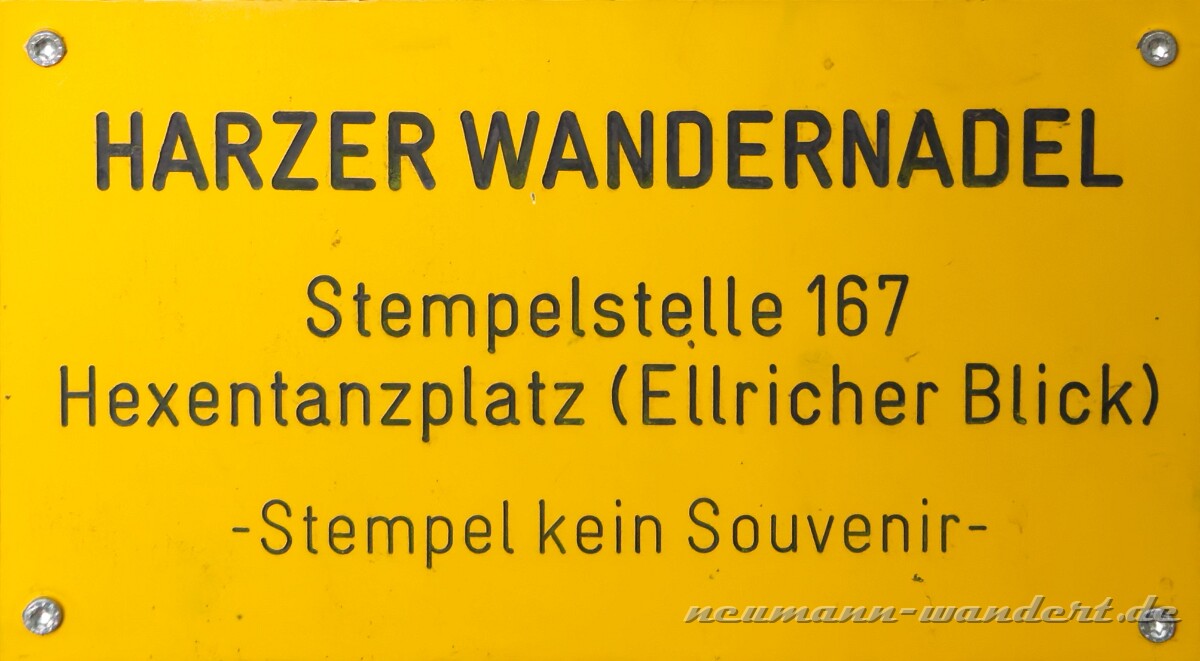 HARZER WANDERNADEL
Stempelstelle 167
Hexentanzplatz (Ellricher Blick)
-Stempel kein Souvenir-
neumann-wandert.de